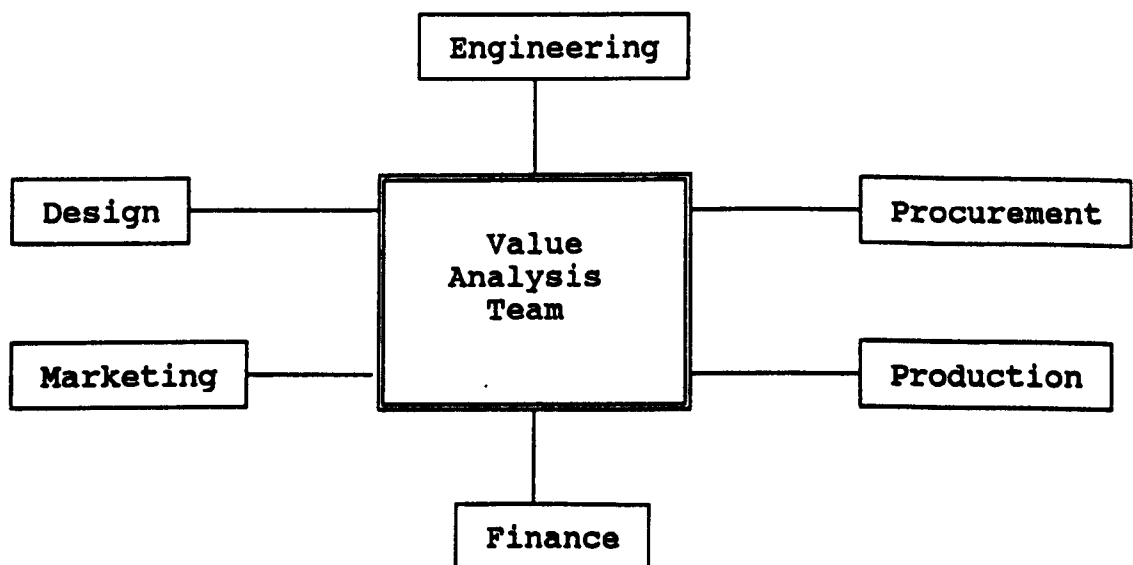 Engineering
Design
Procurement
Value
Analysis
Team
Marketing
Production
Finance